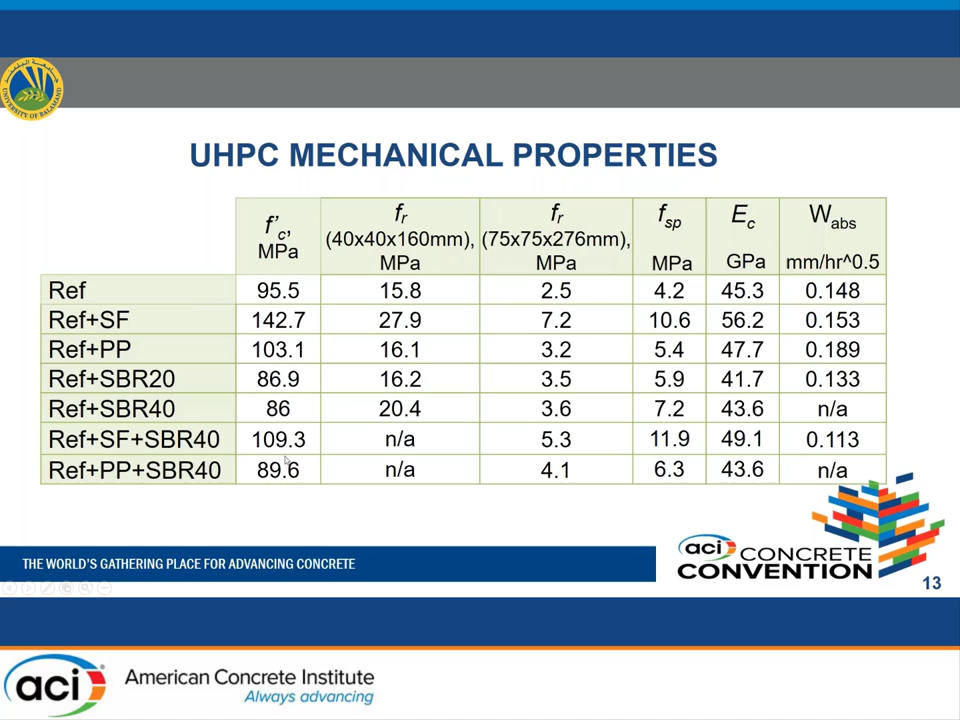 UNIVERSITY OF BALAMAND
UHPC MECHANICAL PROPERTIES
f'c, MPa fr (40x40x160mm), MPa fr (75x75x276mm), MPa fsp MPa Ec GPa Wabs mm/hr^0.5
Ref 95.5 15.8 2.5 4.2 45.3 0.148
Ref+SF 142.7 27.9 7.2 10.6 56.2 0.153
Ref+PP 103.1 16.1 3.2 5.4 47.7 0.189
Ref+SBR20 86.9 16.2 3.5 5.9 41.7 0.133
Ref+SBR40 86 20.4 3.6 7.2 43.6 n/a
Ref+SF+SBR40 109.3 n/a 5.3 11.9 49.1 0.113
Ref+PP+SBR40 89.6 n/a 4.1 6.3 43.6 n/a
THE WORLD'S GATHERING PLACE FOR ADVANCING CONCRETE
aci CONCRETE
CONVENTION
13
aci American Concrete Institute
Always advancing